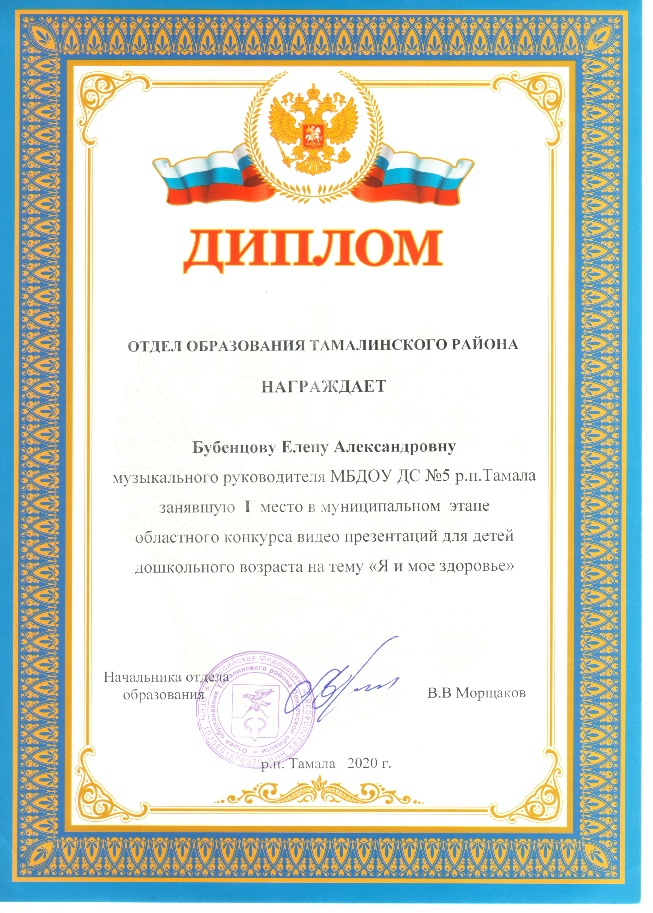 ДИПЛОМ
ОТДЕЛ ОБРАЗОВАНИЯ ТАМАЛИНСКОГО РАЙОНА
НАГРАЖДАЕТ
Бубенцову Елену Александровну
музыкального руководителя МБДОУ ДС №5 р.п.Тамала
занявшую I место в муниципальном этапе
областного конкурса видео презентаций для детей
дошкольного возраста на тему «Я и мое здоровье»
Начальника отдела
образования
В.В Морщаков
р.п. Тамала 2020 г.